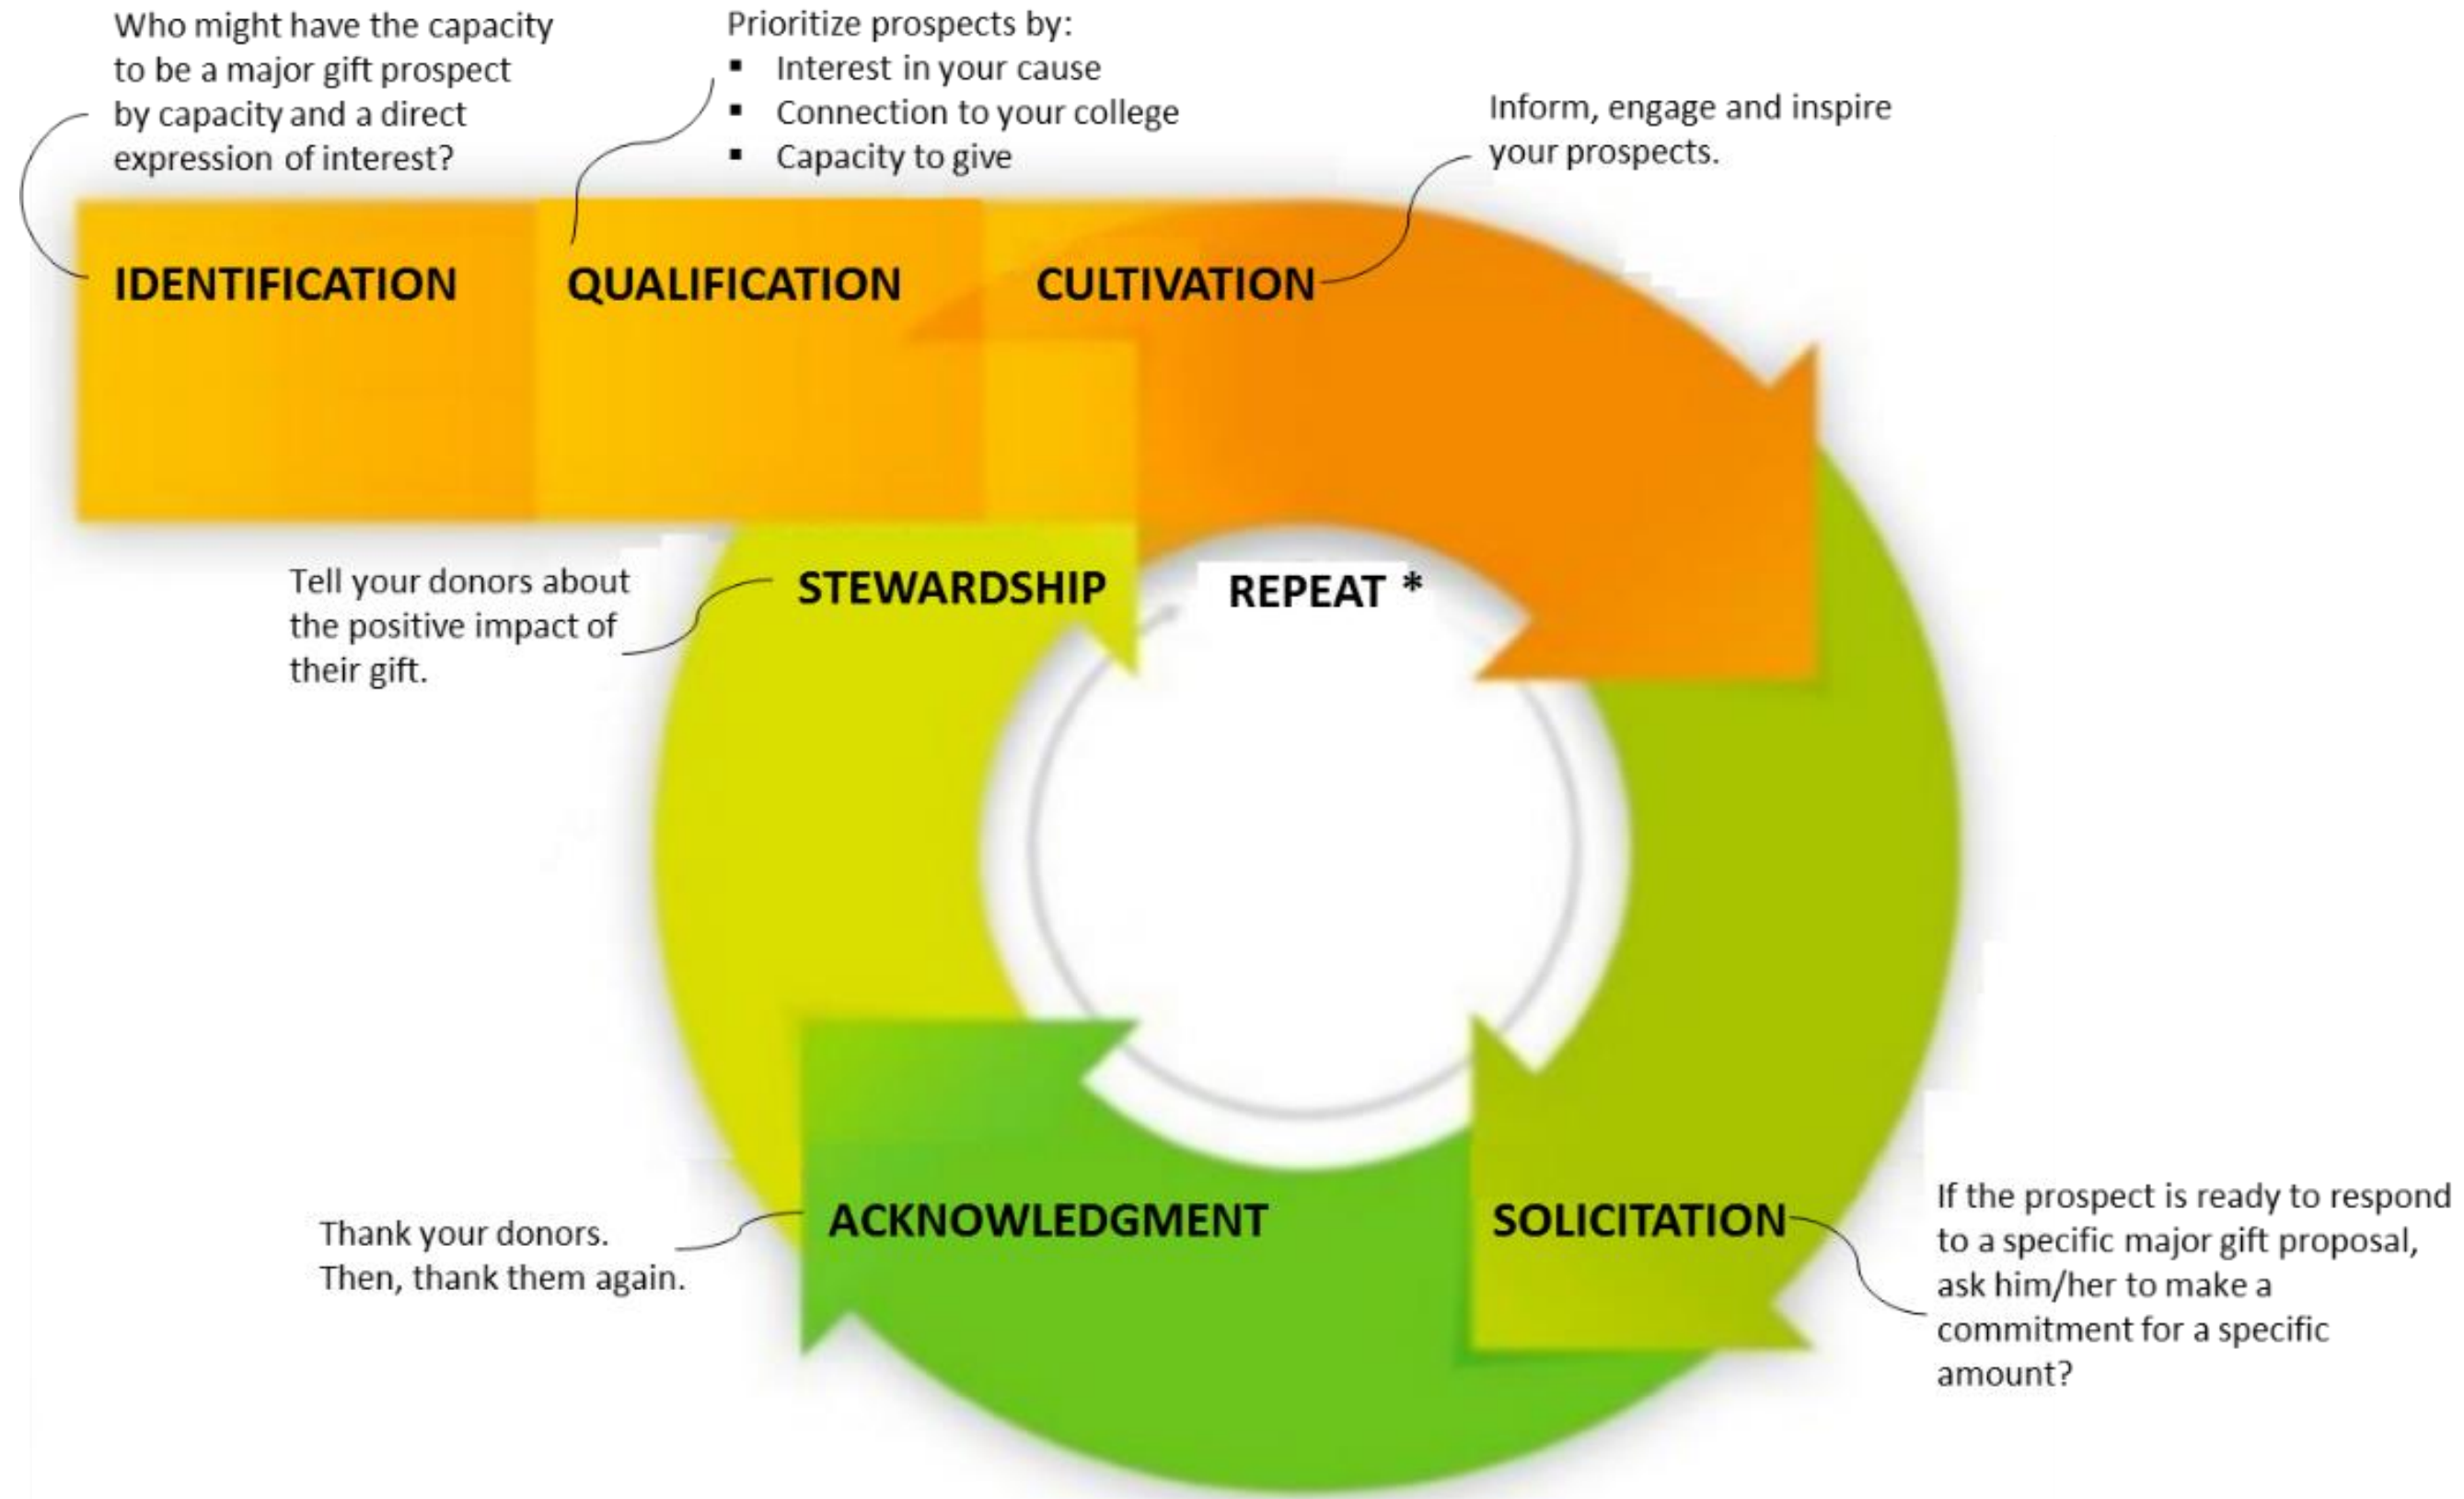 Who might have the capacity
to be a major gift prospect
by capacity and a direct
expression of interest?
Prioritize prospects by:
▪ Interest in your cause
▪ Connection to your college
▪ Capacity to give
Inform, engage and inspire
your prospects.
IDENTIFICATION
QUALIFICATION
CULTIVATION
Tell your donors about
the positive impact of
their gift.
STEWARDSHIP
REPEAT *
Thank your donors.
Then, thank them again.
ACKNOWLEDGMENT
SOLICITATION
If the prospect is ready to respond
to a specific major gift proposal,
ask him/her to make a
commitment for a specific
amount?